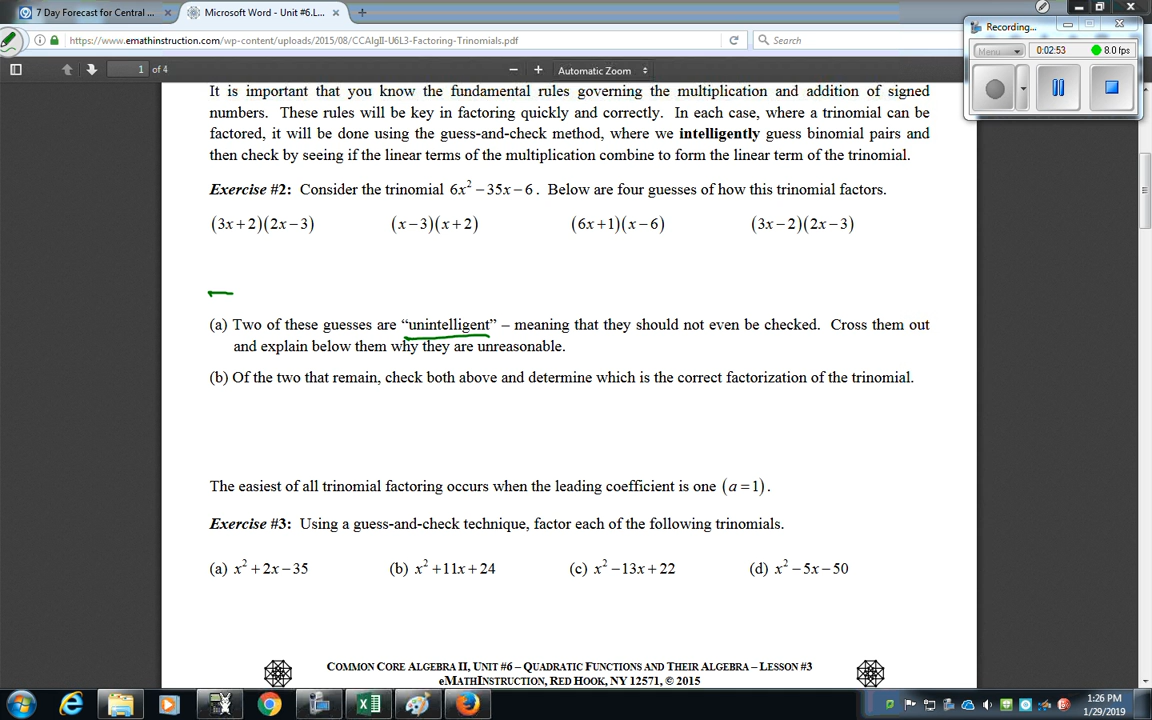 7 Day Forecast for Central ...
Microsoft Word - Unit #6.L...
https://www.emathinstruction.com/wp-content/uploads/2015/08/CCAlgII-U6L3-Factoring-Trinomials.pdf
Search
Recording...
Menu
0:02:53
8.0 fps
1 of 4
Automatic Zoom
It is important that you know the fundamental rules governing the multiplication and addition of signed
numbers. These rules will be key in factoring quickly and correctly. In each case, where a trinomial can be
factored, it will be done using the guess-and-check method, where we intelligently guess binomial pairs and
then check by seeing if the linear terms of the multiplication combine to form the linear term of the trinomial.
Exercise #2: Consider the trinomial 6x² − 35x − 6. Below are four guesses of how this trinomial factors.
(3x+2)(2x−3) (x−3)(x+2) (6x+1)(x−6) (3x−2)(2x−3)
(a) Two of these guesses are “unintelligent” – meaning that they should not even be checked. Cross them out
and explain below them why they are unreasonable.
(b) Of the two that remain, check both above and determine which is the correct factorization of the trinomial.
The easiest of all trinomial factoring occurs when the leading coefficient is one (a=1).
Exercise #3: Using a guess-and-check technique, factor each of the following trinomials.
(a) x² + 2x − 35 (b) x² + 11x + 24 (c) x² − 13x + 22 (d) x² − 5x − 50
COMMON CORE ALGEBRA II, UNIT #6 – QUADRATIC FUNCTIONS AND THEIR ALGEBRA – LESSON #3
eMATHINSTRUCTION, RED HOOK, NY 12571, © 2015
1:26 PM
1/29/2019